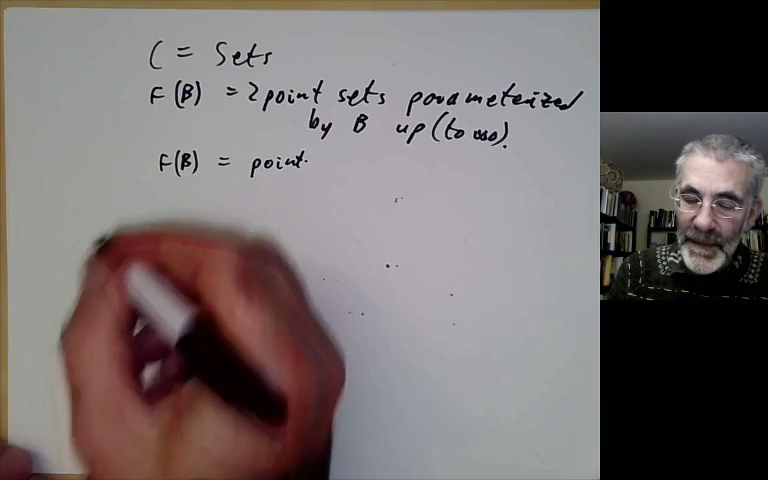 C = Sets
F(B) = 2 point sets parameterized
by B up (to iso).
F(B) = point.